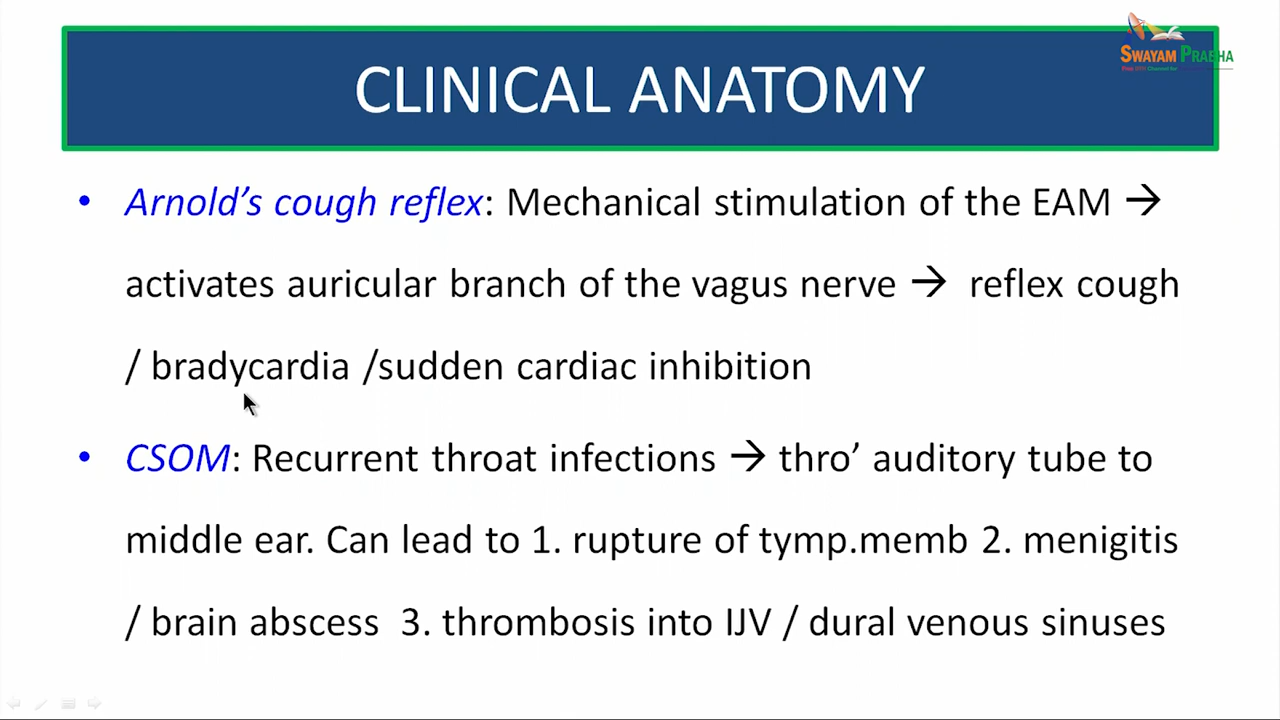 SWAYAM PRABHA
CLINICAL ANATOMY
• Arnold’s cough reflex: Mechanical stimulation of the EAM →
activates auricular branch of the vagus nerve → reflex cough
/ bradycardia /sudden cardiac inhibition
• CSOM: Recurrent throat infections → thro’ auditory tube to
middle ear. Can lead to 1. rupture of tymp.memb 2. menigitis
/ brain abscess 3. thrombosis into IJV / dural venous sinuses